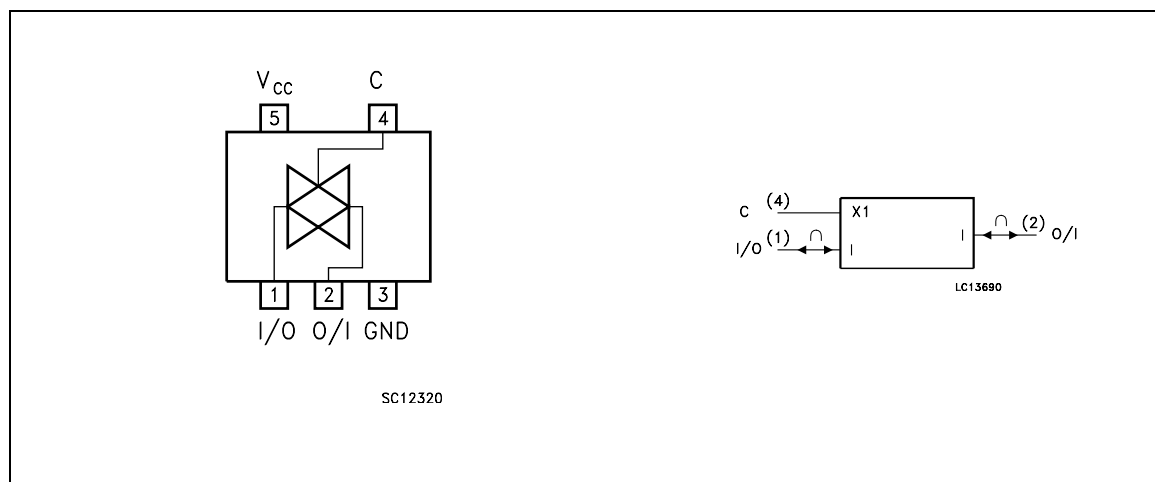 VCC C
5 4
1 2 3
I/O O/I GND
SC12320
C (4) X1
I/O (1) ∩ I
I ∩ (2) O/I
LC13690